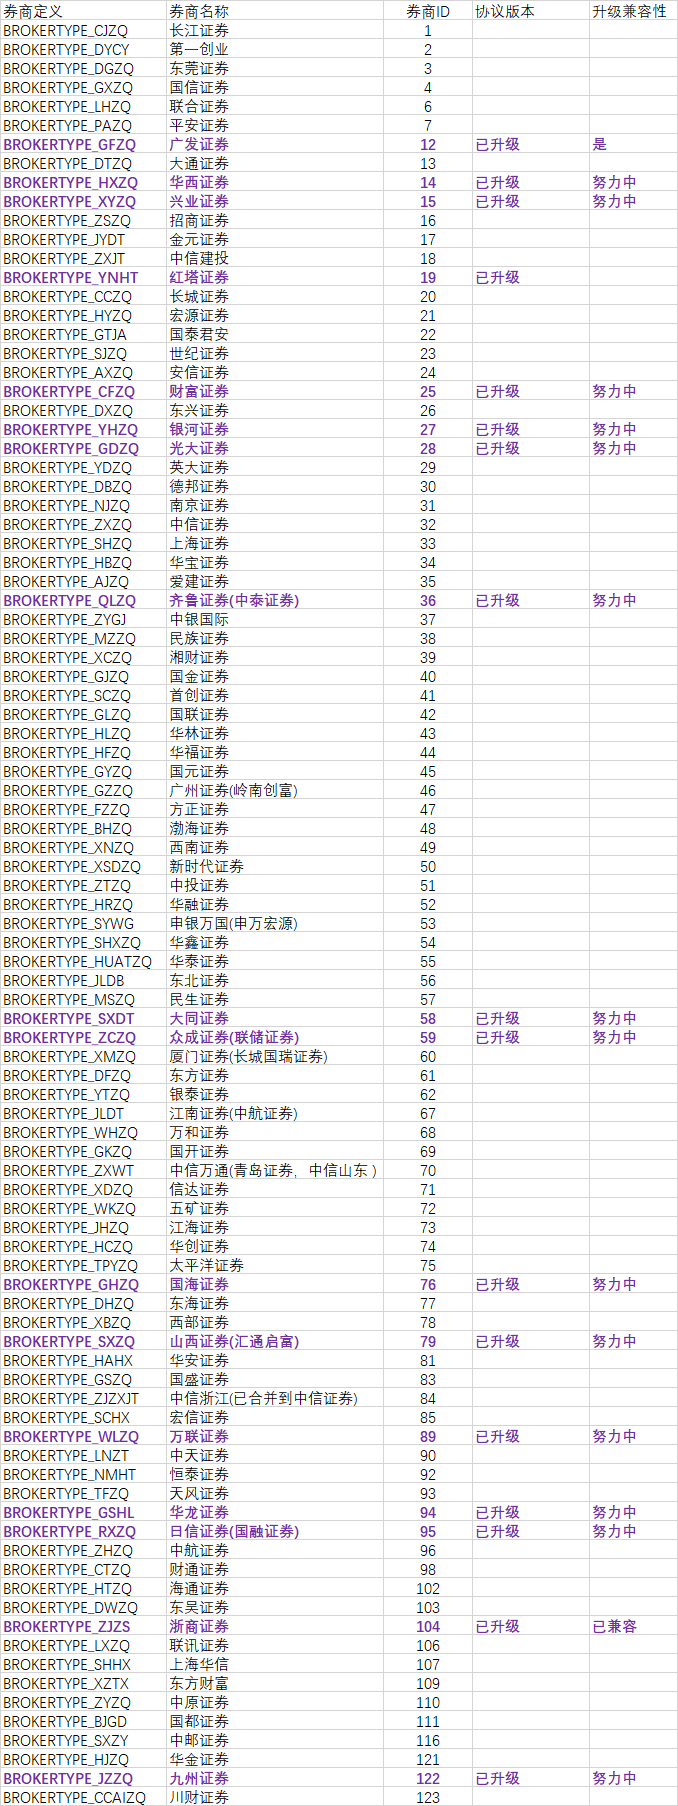 券商定义 券商名称 券商ID 协议版本 升级兼容性
BROKERTYPE_CJZQ 长江证券 1
BROKERTYPE_DYCY 第一创业 2
BROKERTYPE_DGZQ 东莞证券 3
BROKERTYPE_GXZQ 国信证券 4
BROKERTYPE_LHZQ 联合证券 6
BROKERTYPE_PAZQ 平安证券 7
BROKERTYPE_GFZQ 广发证券 12 已升级 是
BROKERTYPE_DTZQ 大通证券 13
BROKERTYPE_HXZQ 华西证券 14 已升级 努力中
BROKERTYPE_XYZQ 兴业证券 15 已升级 努力中
BROKERTYPE_ZSZQ 招商证券 16
BROKERTYPE_JYDT 金元证券 17
BROKERTYPE_ZXJT 中信建投 18
BROKERTYPE_YNHT 红塔证券 19 已升级
BROKERTYPE_CCZQ 长城证券 20
BROKERTYPE_HYZQ 宏源证券 21
BROKERTYPE_GTJA 国泰君安 22
BROKERTYPE_SJZQ 世纪证券 23
BROKERTYPE_AXZQ 安信证券 24
BROKERTYPE_CFZQ 财富证券 25 已升级 努力中
BROKERTYPE_DXZQ 东兴证券 26
BROKERTYPE_YHZQ 银河证券 27 已升级 努力中
BROKERTYPE_GDZQ 光大证券 28 已升级 努力中
BROKERTYPE_YDZQ 英大证券 29
BROKERTYPE_DBZQ 德邦证券 30
BROKERTYPE_NJZQ 南京证券 31
BROKERTYPE_ZXZQ 中信证券 32
BROKERTYPE_SHZQ 上海证券 33
BROKERTYPE_HBZQ 华宝证券 34
BROKERTYPE_AJZQ 爱建证券 35
BROKERTYPE_QLZQ 齐鲁证券(中泰证券) 36 已升级 努力中
BROKERTYPE_ZYGJ 中银国际 37
BROKERTYPE_MZZQ 民族证券 38
BROKERTYPE_XCZQ 湘财证券 39
BROKERTYPE_GJZQ 国金证券 40
BROKERTYPE_SCZQ 首创证券 41
BROKERTYPE_GLZQ 国联证券 42
BROKERTYPE_HLZQ 华林证券 43
BROKERTYPE_HFZQ 华福证券 44
BROKERTYPE_GYZQ 国元证券 45
BROKERTYPE_GZZQ 广州证券(岭南创富) 46
BROKERTYPE_FZZQ 方正证券 47
BROKERTYPE_BHZQ 渤海证券 48
BROKERTYPE_XNZQ 西南证券 49
BROKERTYPE_XSDZQ 新时代证券 50
BROKERTYPE_ZTZQ 中投证券 51
BROKERTYPE_HRZQ 华融证券 52
BROKERTYPE_SYWG 申银万国(申万宏源) 53
BROKERTYPE_SHXZQ 华鑫证券 54
BROKERTYPE_HUATZQ 华泰证券 55
BROKERTYPE_JLDB 东北证券 56
BROKERTYPE_MSZQ 民生证券 57
BROKERTYPE_SXDT 大同证券 58 已升级 努力中
BROKERTYPE_ZCZQ 众成证券(联储证券) 59 已升级 努力中
BROKERTYPE_XMZQ 厦门证券(长城国瑞证券) 60
BROKERTYPE_DFZQ 东方证券 61
BROKERTYPE_YTZQ 银泰证券 62
BROKERTYPE_JLDT 江南证券(中航证券) 67
BROKERTYPE_WHZQ 万和证券 68
BROKERTYPE_GKZQ 国开证券 69
BROKERTYPE_ZXWT 中信万通(青岛证券，中信山东 ) 70
BROKERTYPE_XDZQ 信达证券 71
BROKERTYPE_WKZQ 五矿证券 72
BROKERTYPE_JHZQ 江海证券 73
BROKERTYPE_HCZQ 华创证券 74
BROKERTYPE_TPYZQ 太平洋证券 75
BROKERTYPE_GHZQ 国海证券 76 已升级 努力中
BROKERTYPE_DHZQ 东海证券 77
BROKERTYPE_XBZQ 西部证券 78
BROKERTYPE_SXZQ 山西证券(汇通启富) 79 已升级 努力中
BROKERTYPE_HAHX 华安证券 81
BROKERTYPE_GSZQ 国盛证券 83
BROKERTYPE_ZJZXJT 中信浙江(已合并到中信证券) 84
BROKERTYPE_SCHX 宏信证券 85
BROKERTYPE_WLZQ 万联证券 89 已升级 努力中
BROKERTYPE_LNZT 中天证券 90
BROKERTYPE_NMHT 恒泰证券 92
BROKERTYPE_TFZQ 天风证券 93
BROKERTYPE_GSHL 华龙证券 94 已升级 努力中
BROKERTYPE_RXZQ 日信证券(国融证券) 95 已升级 努力中
BROKERTYPE_ZHZQ 中航证券 96
BROKERTYPE_CTZQ 财通证券 98
BROKERTYPE_HTZQ 海通证券 102
BROKERTYPE_DWZQ 东吴证券 103
BROKERTYPE_ZJZS 浙商证券 104 已升级 已兼容
BROKERTYPE_LXZQ 联讯证券 106
BROKERTYPE_SHHX 上海华信 107
BROKERTYPE_XZTX 东方财富 109
BROKERTYPE_ZYZQ 中原证券 110
BROKERTYPE_BJGD 国都证券 111
BROKERTYPE_SXZY 中邮证券 116
BROKERTYPE_HJZQ 华金证券 121
BROKERTYPE_JZZQ 九州证券 122 已升级 努力中
BROKERTYPE_CCAIZQ 川财证券 123